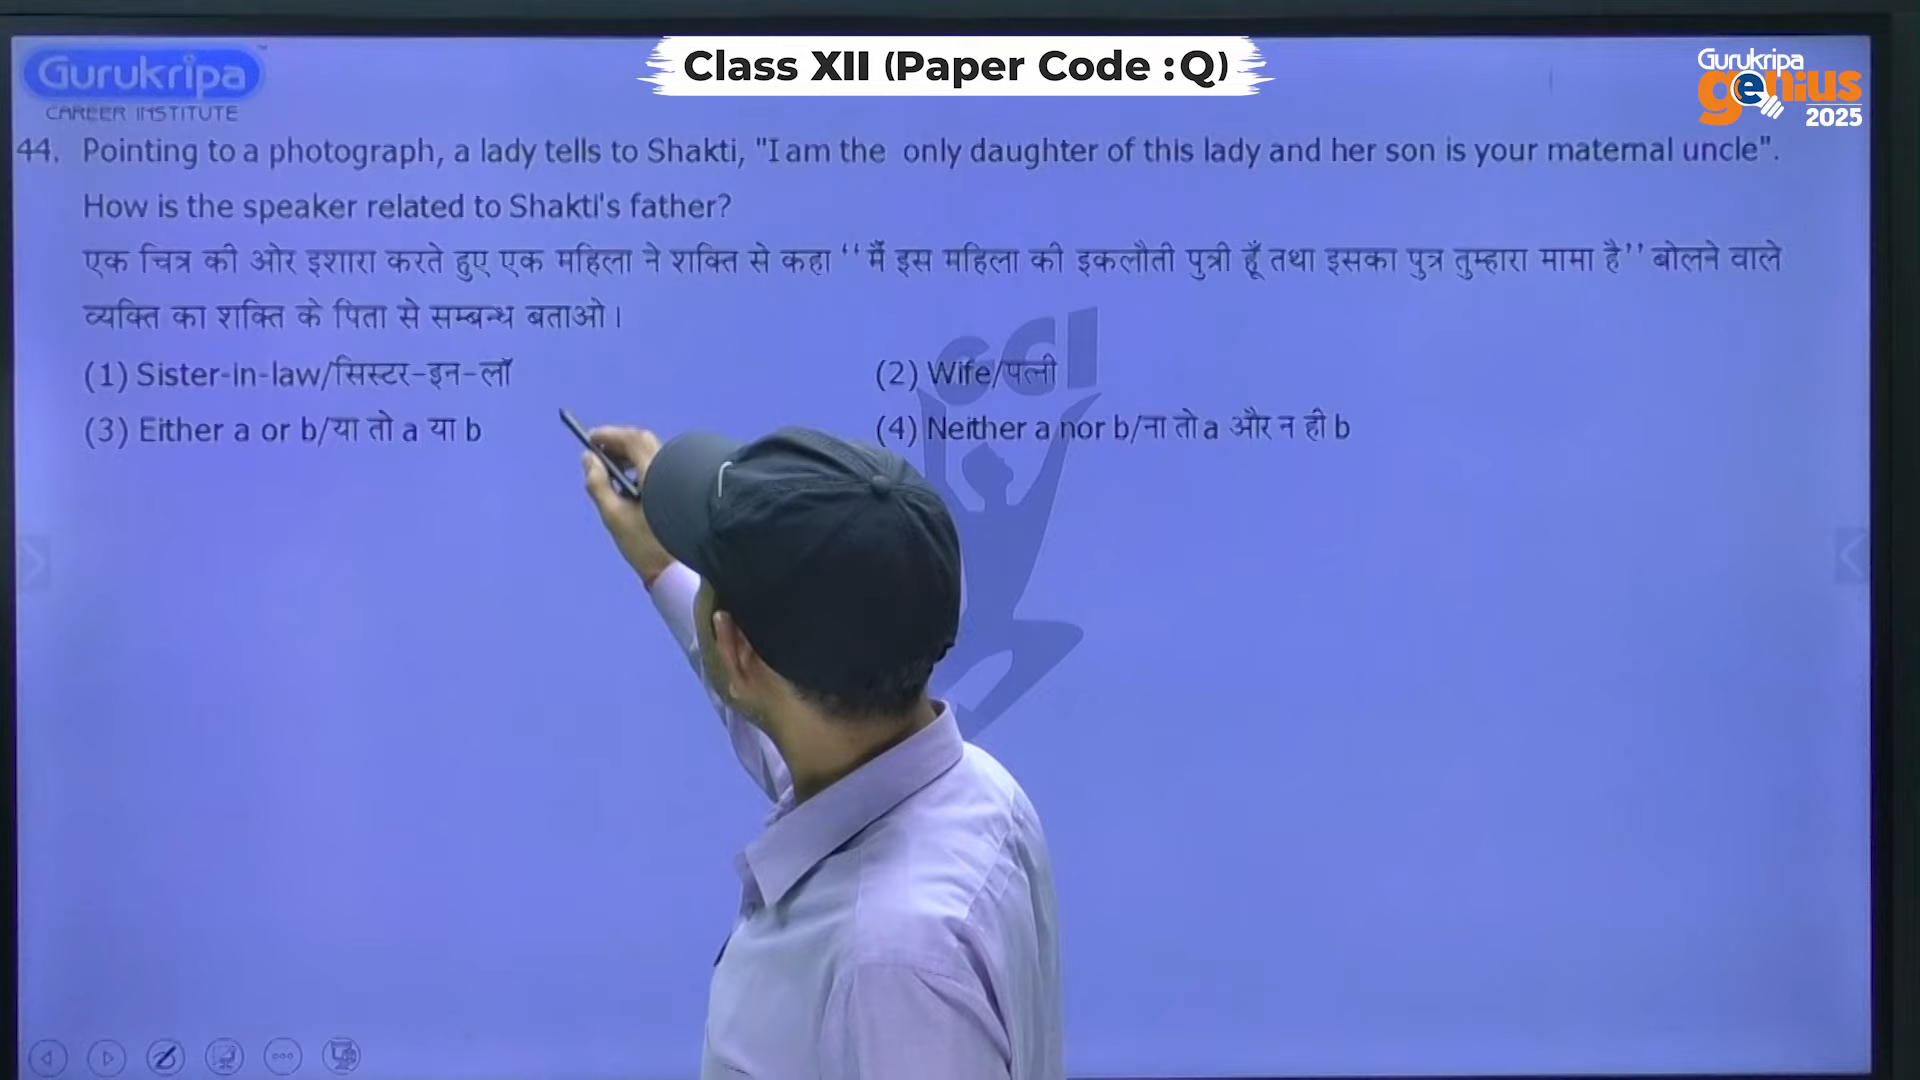 Class XII (Paper Code :Q)
Gurukripa
CAREER INSTITUTE
Gurukripa
genius
2025
44. Pointing to a photograph, a lady tells to Shakti, "I am the only daughter of this lady and her son is your maternal uncle".
How is the speaker related to Shakti's father?
एक चित्र की ओर इशारा करते हुए एक महिला ने शक्ति से कहा ‘‘मैं इस महिला की इकलौती पुत्री हूँ तथा इसका पुत्र तुम्हारा मामा है’’ बोलने वाले
व्यक्ति का शक्ति के पिता से सम्बन्ध बताओ।
(1) Sister-in-law/सिस्टर-इन-लॉ
(2) Wife/पत्नी
(3) Either a or b/या तो a या b
(4) Neither a nor b/ना तो a और न ही b
GCI